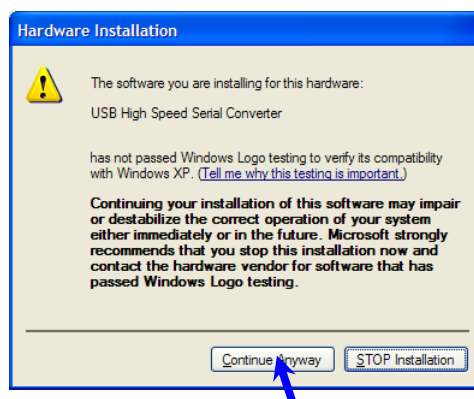 Hardware Installation
The software you are installing for this hardware:
USB High Speed Serial Converter
has not passed Windows Logo testing to verify its compatibility
with Windows XP. (Tell me why this testing is important.)
Continuing your installation of this software may impair
or destabilize the correct operation of your system
either immediately or in the future. Microsoft strongly
recommends that you stop this installation now and
contact the hardware vendor for software that has
passed Windows Logo testing.
Continue Anyway STOP Installation